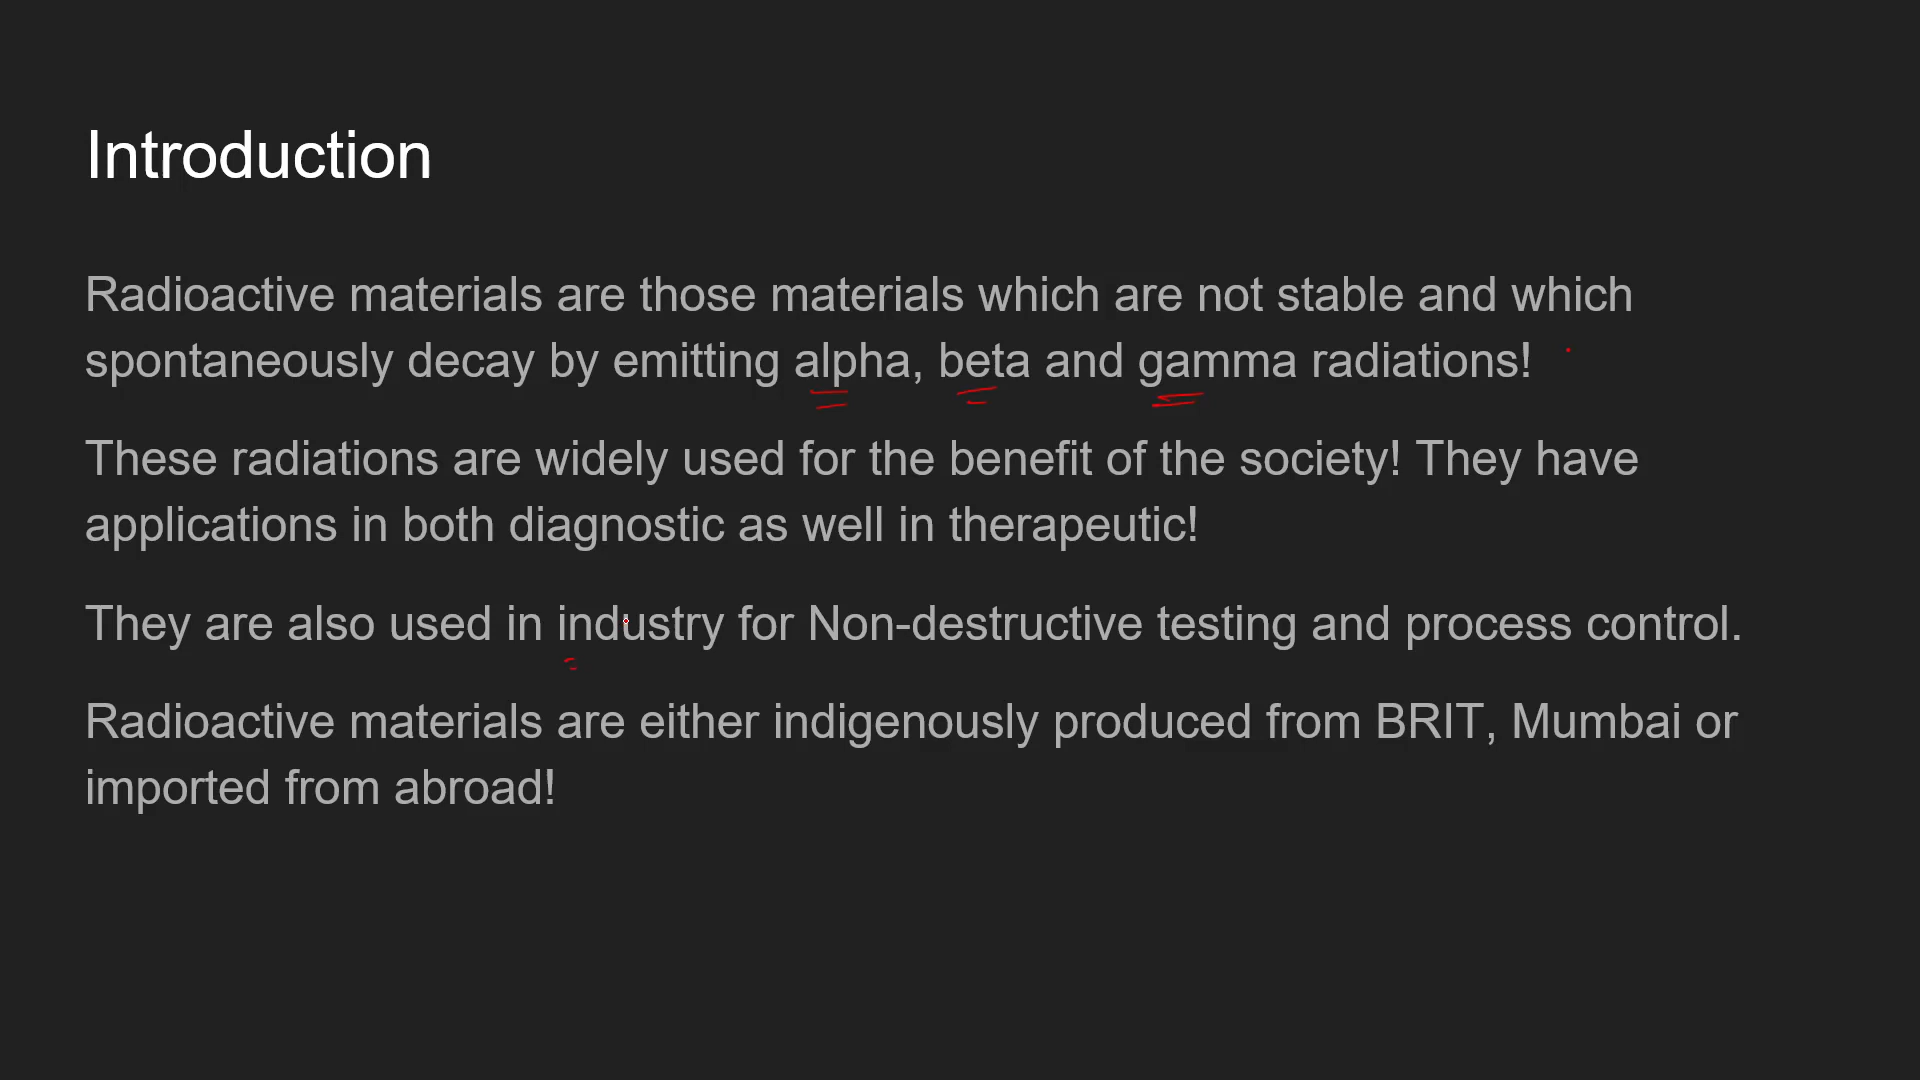 Introduction
Radioactive materials are those materials which are not stable and which
spontaneously decay by emitting alpha, beta and gamma radiations!
These radiations are widely used for the benefit of the society! They have
applications in both diagnostic as well in therapeutic!
They are also used in industry for Non-destructive testing and process control.
Radioactive materials are either indigenously produced from BRIT, Mumbai or
imported from abroad!